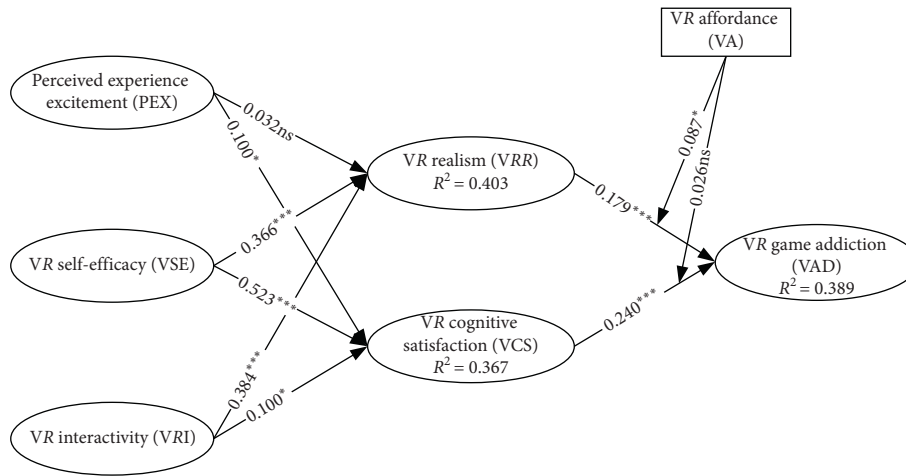 VR affordance
(VA)
Perceived experience
excitement (PEX)
0.032ns
0.100*
0.087*
0.026ns
VR realism (VRR)
R² = 0.403
0.366***
0.179***
VR self-efficacy (VSE)
VR game addiction
(VAD)
R² = 0.389
0.523***
0.240***
VR cognitive
satisfaction (VCS)
R² = 0.367
0.384***
0.100*
VR interactivity (VRI)